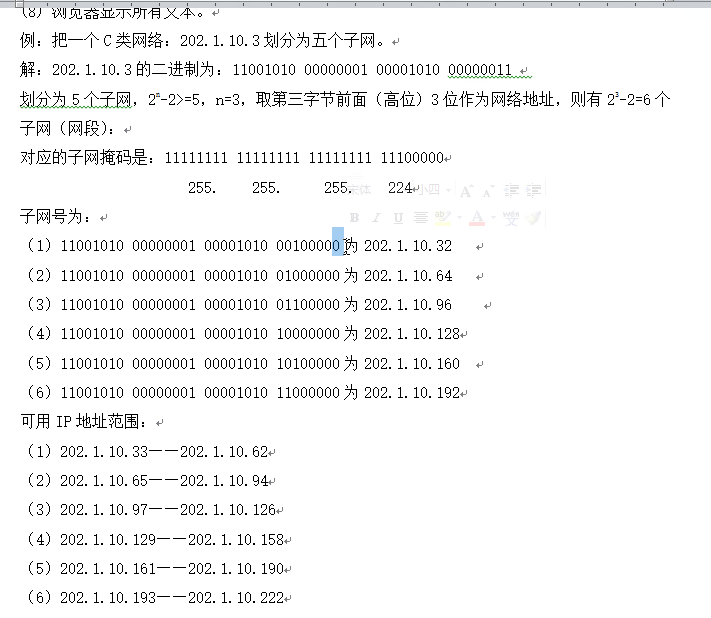 (8) 浏览器显示所有文本。
例：把一个C类网络：202.1.10.3划分为五个子网。
解：202.1.10.3的二进制为：11001010 00000001 00001010 00000011
划分为5个子网，2ⁿ-2>=5，n=3，取第三字节前面（高位）3位作为网络地址，则有2³-2=6个
子网（网段）：
对应的子网掩码是：11111111 11111111 11111111 11100000
255. 255. 255. 224
子网号为：
（1）11001010 00000001 00001010 00100000 为 202.1.10.32
（2）11001010 00000001 00001010 01000000 为 202.1.10.64
（3）11001010 00000001 00001010 01100000 为 202.1.10.96
（4）11001010 00000001 00001010 10000000 为 202.1.10.128
（5）11001010 00000001 00001010 10100000 为 202.1.10.160
（6）11001010 00000001 00001010 11000000 为 202.1.10.192
可用IP地址范围：
（1）202.1.10.33——202.1.10.62
（2）202.1.10.65——202.1.10.94
（3）202.1.10.97——202.1.10.126
（4）202.1.10.129——202.1.10.158
（5）202.1.10.161——202.1.10.190
（6）202.1.10.193——202.1.10.222